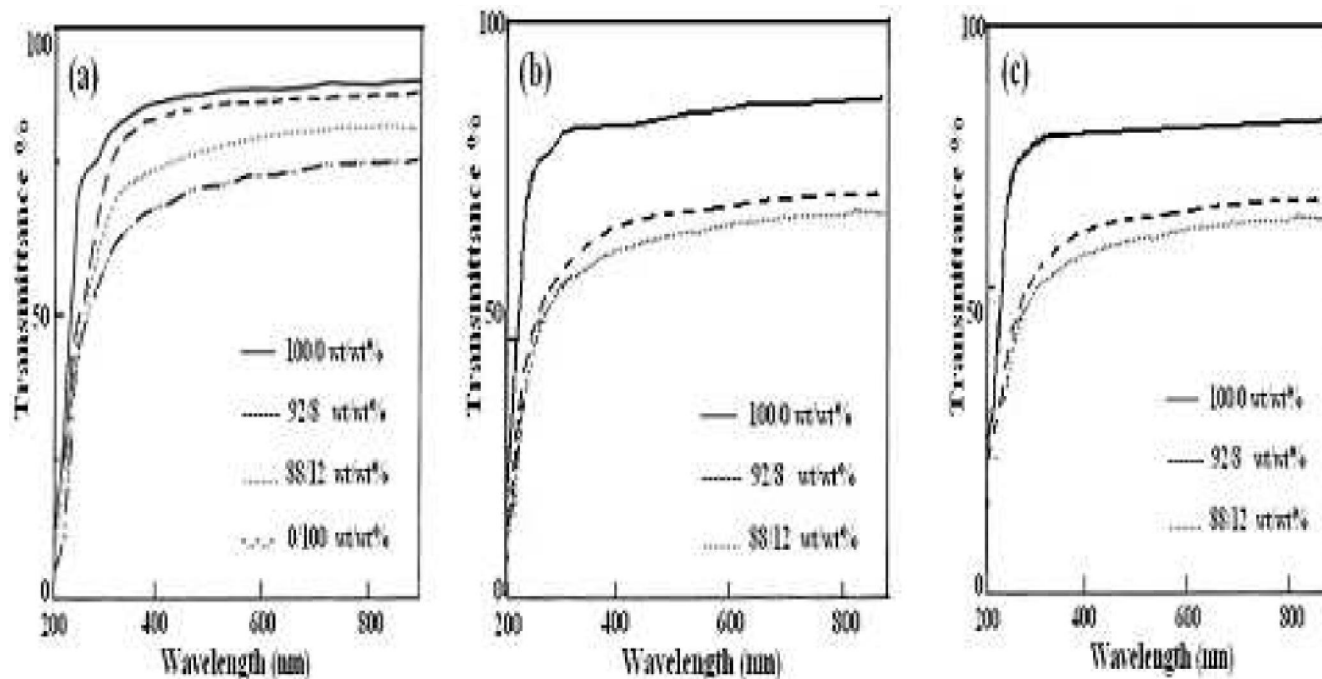 (a)
Transmittance %
100
50
0
100/0 wt/wt%
92/8 wt/wt%
88/12 wt/wt%
0/100 wt/wt%
200 400 600 800
Wavelength (nm)
(b)
Transmittance %
100
50
0
100/0 wt/wt%
92/8 wt/wt%
88/12 wt/wt%
200 400 600 800
Wavelength (nm)
(c)
Transmittance %
100
50
0
100/0 wt/wt%
92/8 wt/wt%
88/12 wt/wt%
200 400 600 800
Wavelength (nm)